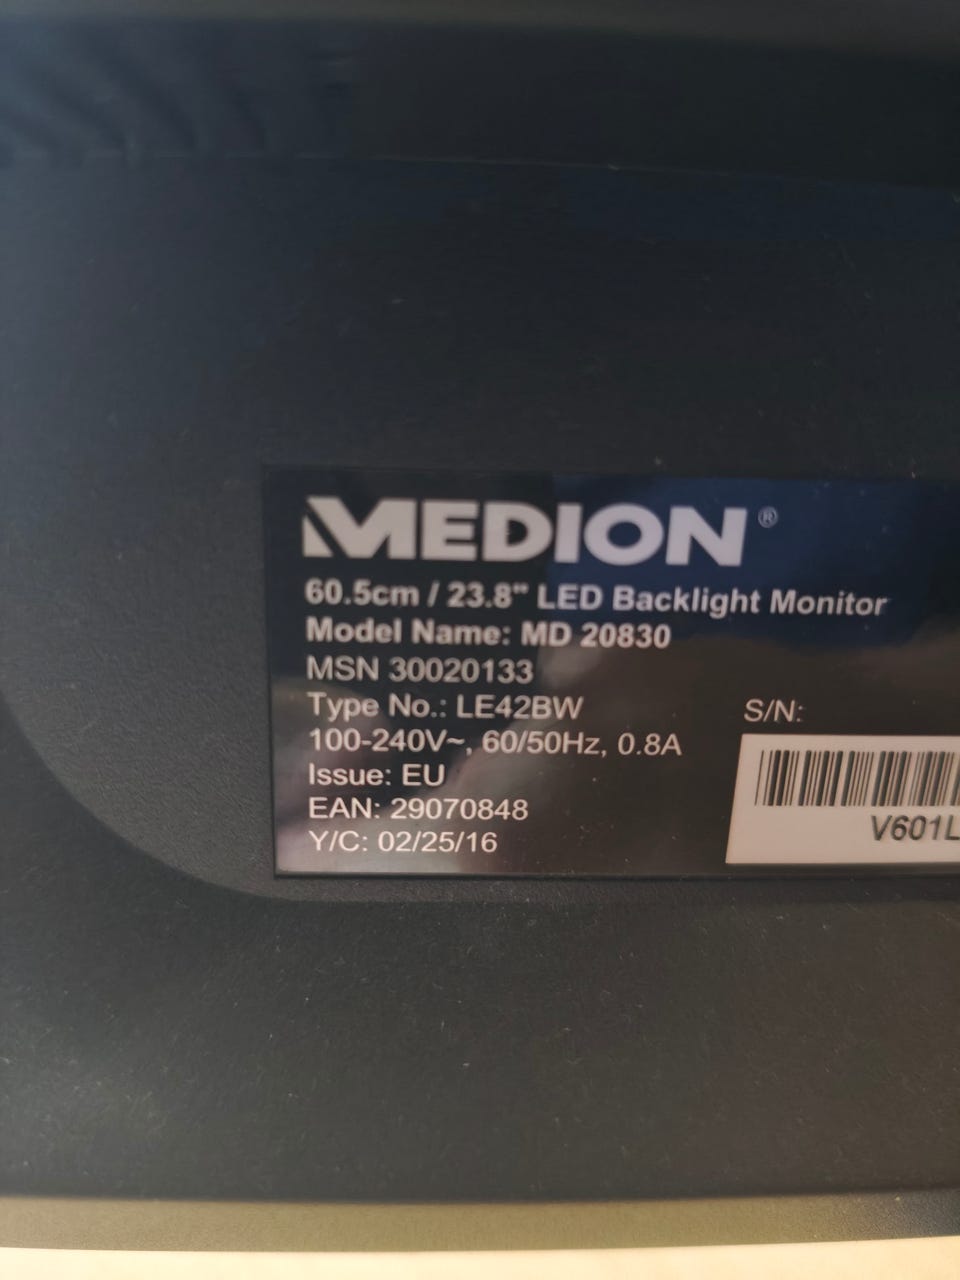 MEDION®
60.5cm / 23.8" LED Backlight Monitor
Model Name: MD 20830
MSN 30020133
Type No.: LE42BW
100-240V~, 60/50Hz, 0.8A
Issue: EU
EAN: 29070848
Y/C: 02/25/16
S/N:
V601L